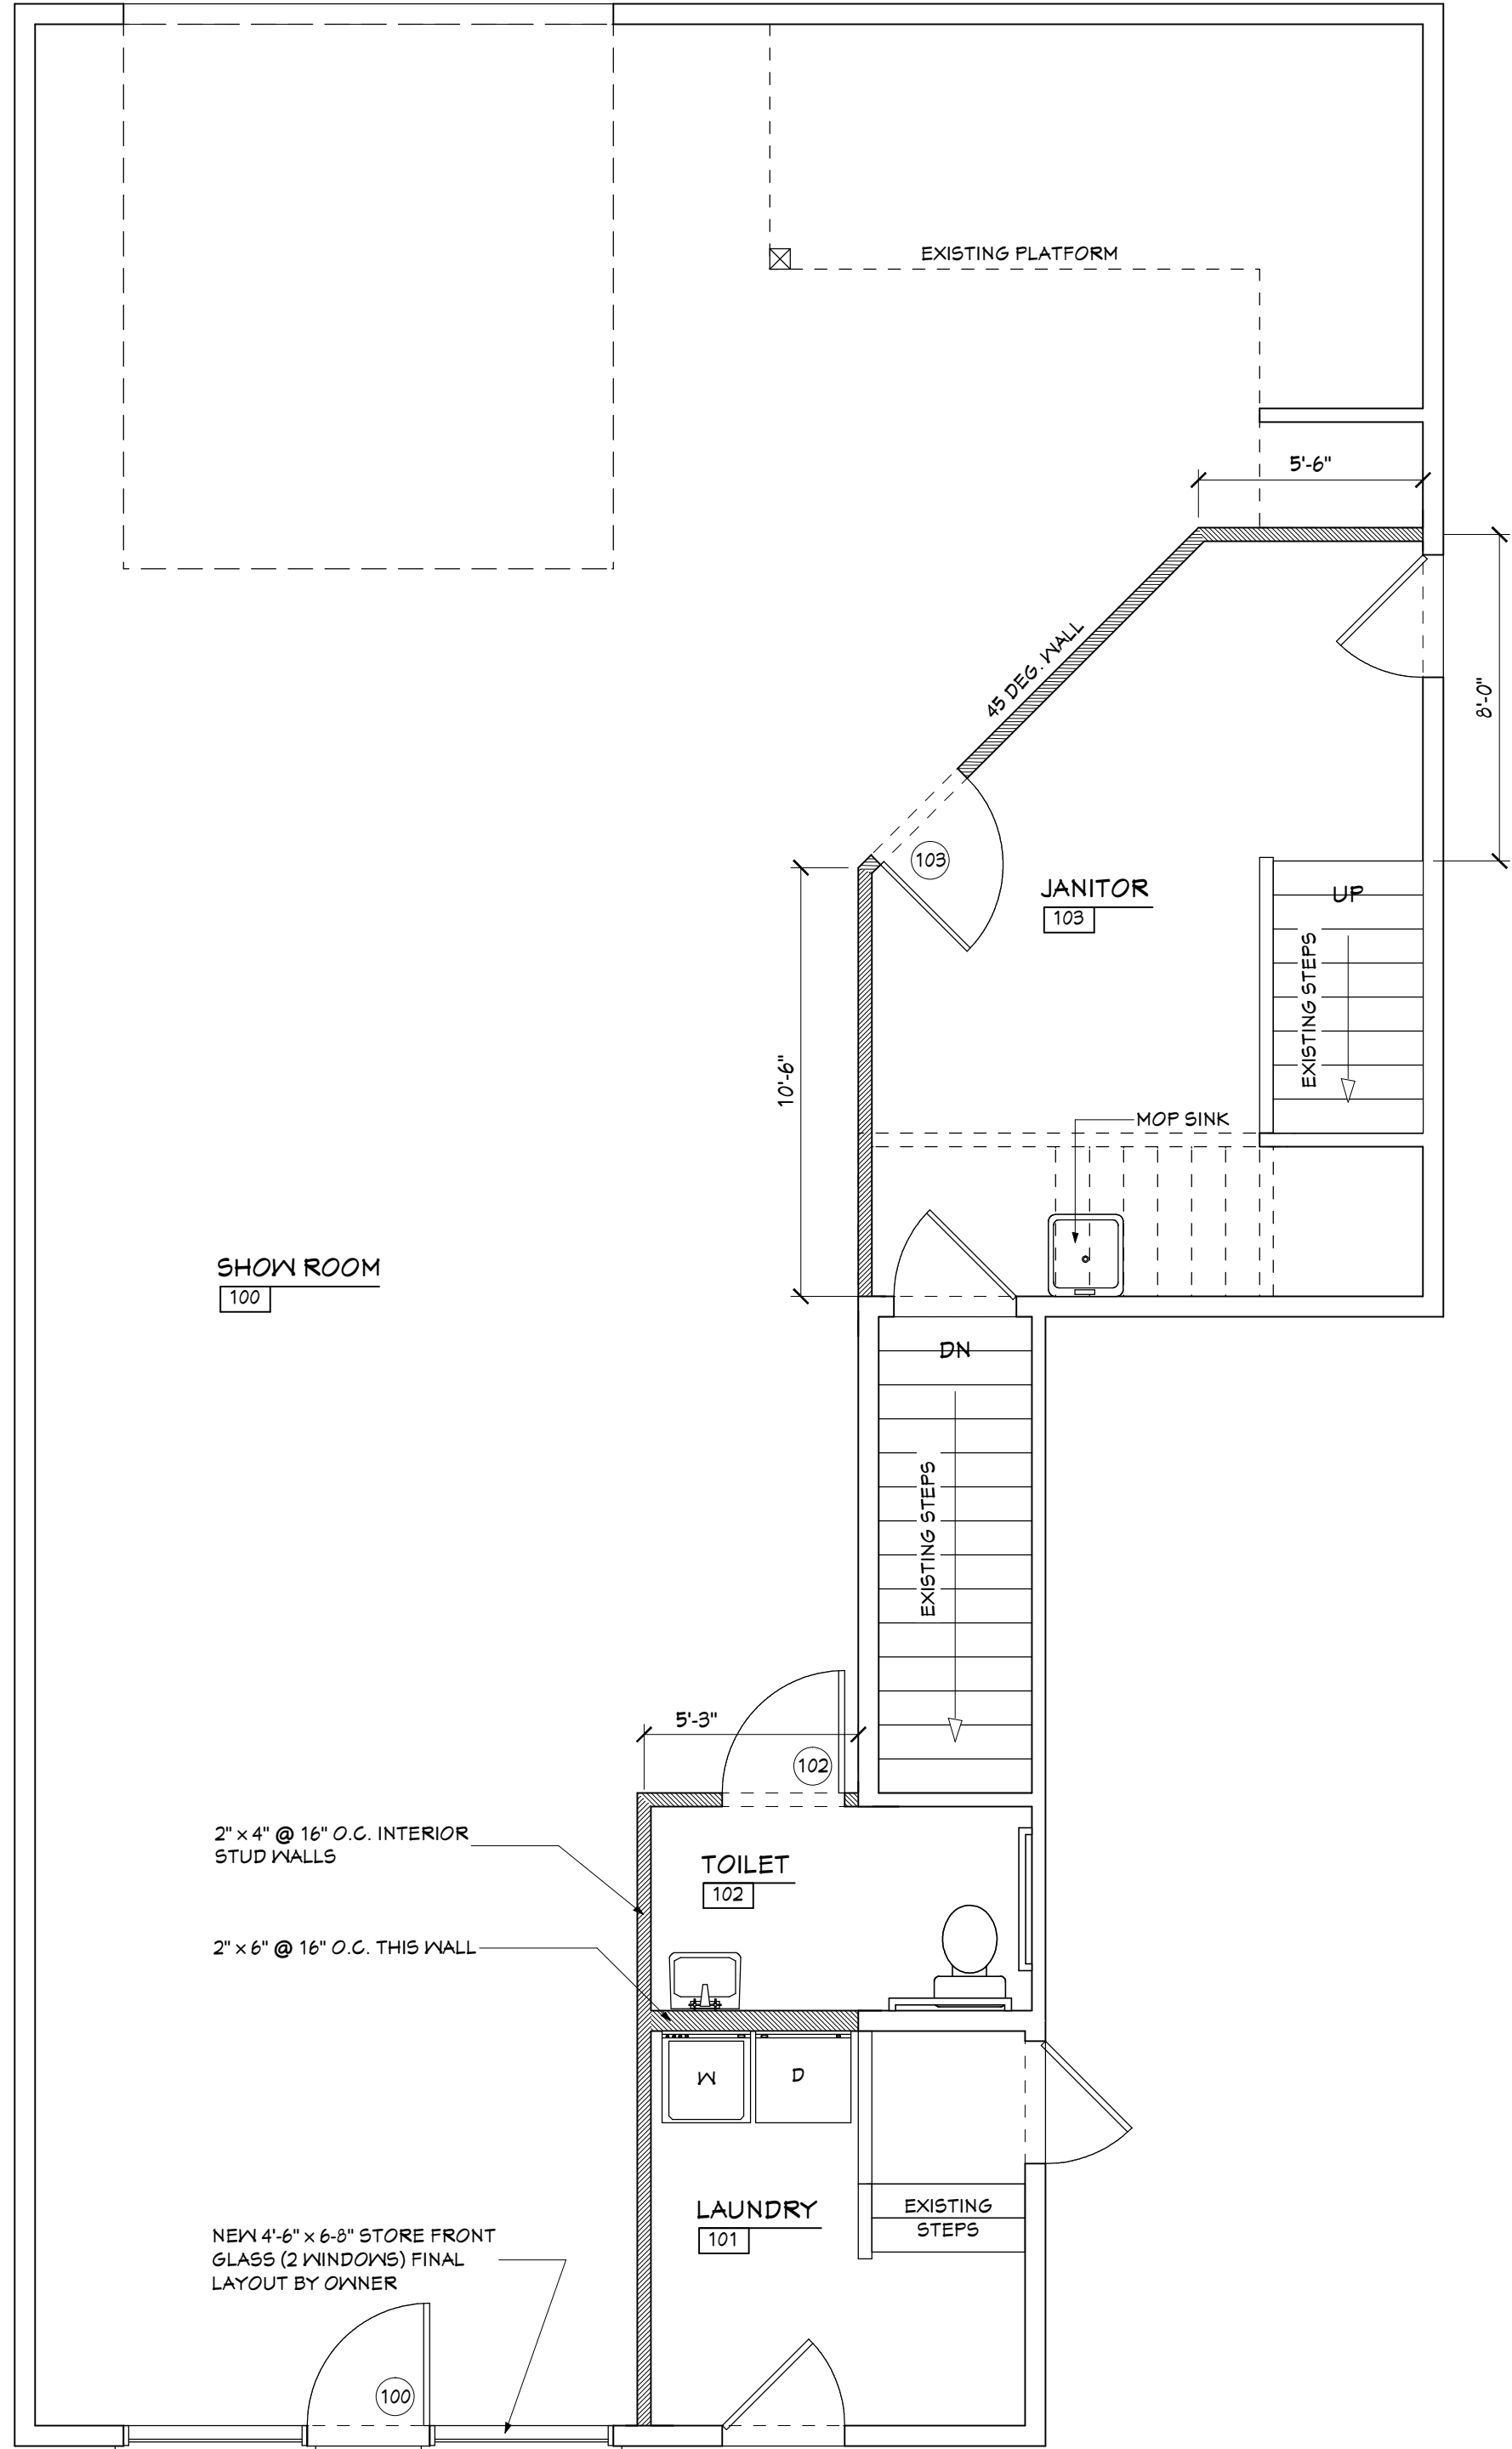 EXISTING PLATFORM
5'-6"
45 DEG. WALL
8'-0"
103
JANITOR
103
UP
EXISTING STEPS
10'-6"
MOP SINK
SHOW ROOM
100
DN
EXISTING STEPS
5'-3"
102
2" x 4" @ 16" O.C. INTERIOR
STUD WALLS
TOILET
102
2" x 6" @ 16" O.C. THIS WALL
W
D
LAUNDRY
101
EXISTING
STEPS
NEW 4'-6" x 6-8" STORE FRONT
GLASS (2 WINDOWS) FINAL
LAYOUT BY OWNER
100